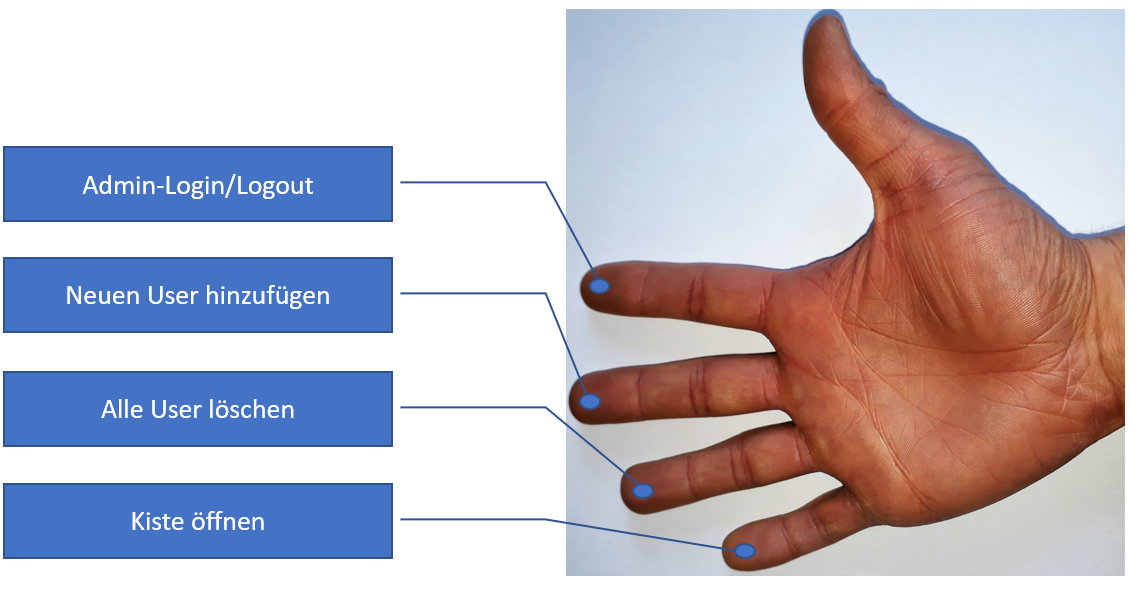 Admin-Login/Logout
Neuen User hinzufügen
Alle User löschen
Kiste öffnen